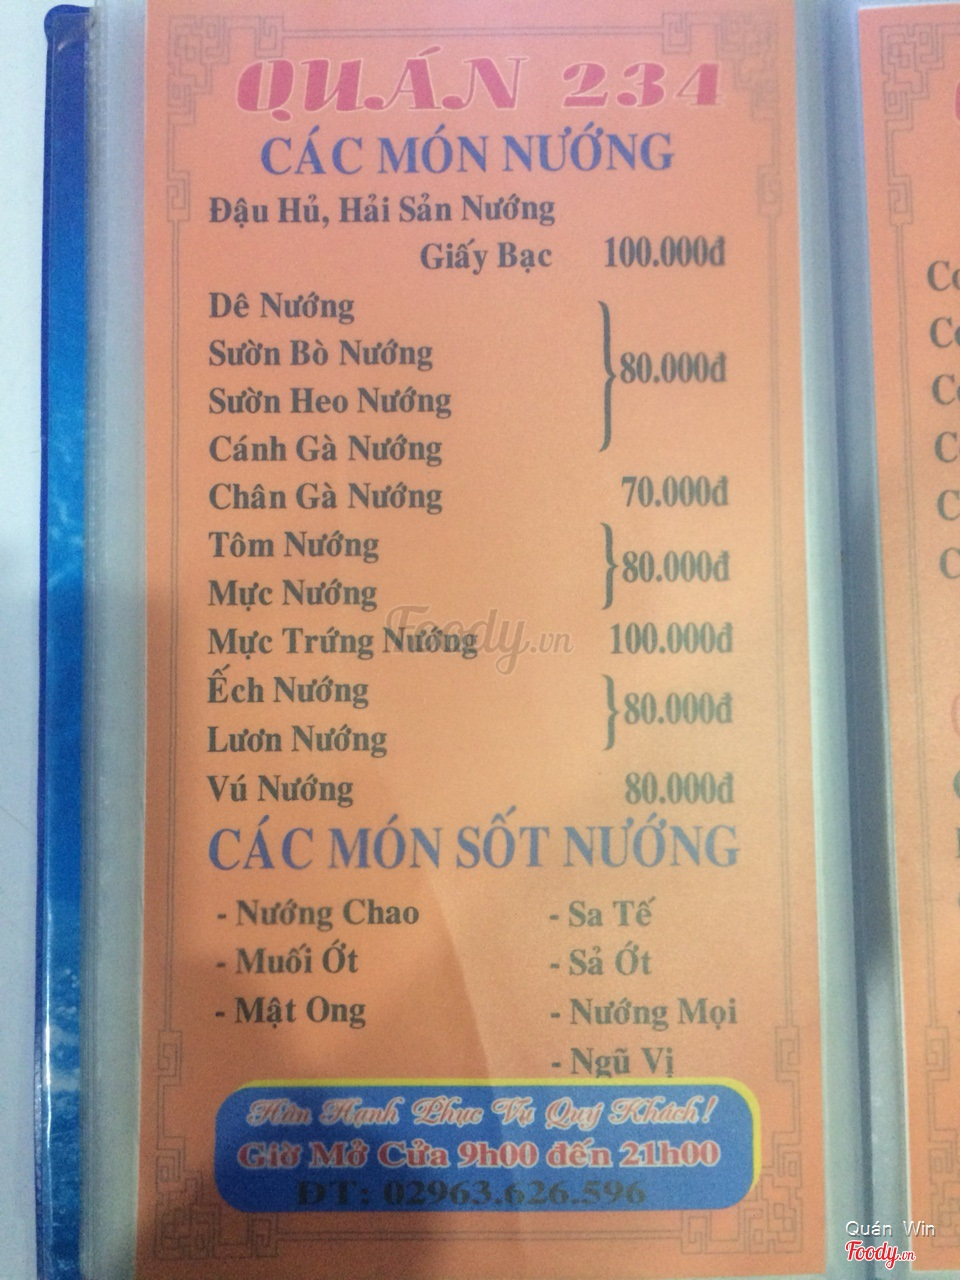 QUÁN 234
CÁC MÓN NƯỚNG
Đậu Hủ, Hải Sản Nướng
Giấy Bạc 100.000đ
Dê Nướng
Sườn Bò Nướng
80.000đ
Sườn Heo Nướng
Cánh Gà Nướng
Chân Gà Nướng 70.000đ
Tôm Nướng
80.000đ
Mực Nướng
Mực Trứng Nướng 100.000đ
Ếch Nướng
80.000đ
Lươn Nướng
Vú Nướng 80.000đ
CÁC MÓN SỐT NƯỚNG
- Nướng Chao - Sa Tế
- Muối Ớt - Sả Ớt
- Mật Ong - Nướng Mọi
- Ngũ Vị
Hân Hạnh Phục Vụ Quý Khách!
Giờ Mở Cửa 9h00 đến 21h00
ĐT: 02963.626.596
Foody.vn
Quán Win
Foody.vn